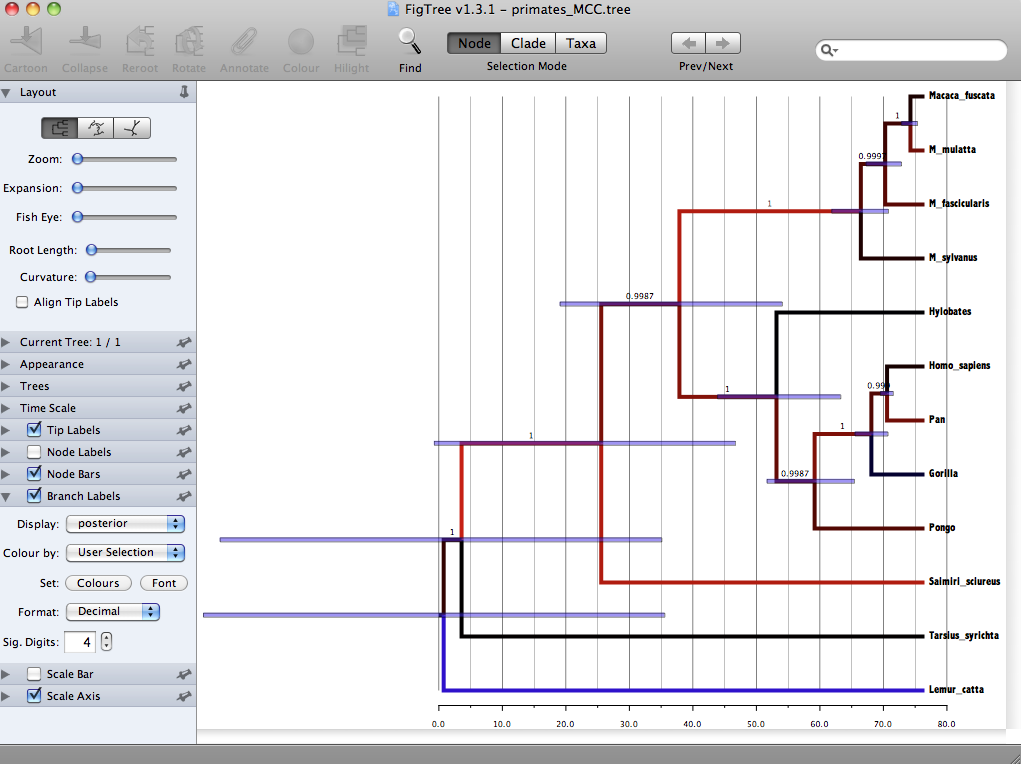 FigTree v1.3.1 - primates_MCC.tree
Cartoon Collapse Reroot Rotate Annotate Colour Hilight Find
Node Clade Taxa
Selection Mode
Prev/Next
Layout
Zoom:
Expansion:
Fish Eye:
Root Length:
Curvature:
Align Tip Labels
Current Tree: 1 / 1
Appearance
Trees
Time Scale
Tip Labels
Node Labels
Node Bars
Branch Labels
Display: posterior
Colour by: User Selection
Set: Colours Font
Format: Decimal
Sig. Digits: 4
Scale Bar
Scale Axis
Macaca_fuscata
1
M_mulatta
0.9997
M_fascicularis
1
M_sylvanus
0.9987
Hylobates
Homo_sapiens
0.999
1
Pan
1
1
Gorilla
0.9987
Pongo
1
Saimiri_sciureus
Tarsius_syrichta
Lemur_catta
0.0 10.0 20.0 30.0 40.0 50.0 60.0 70.0 80.0